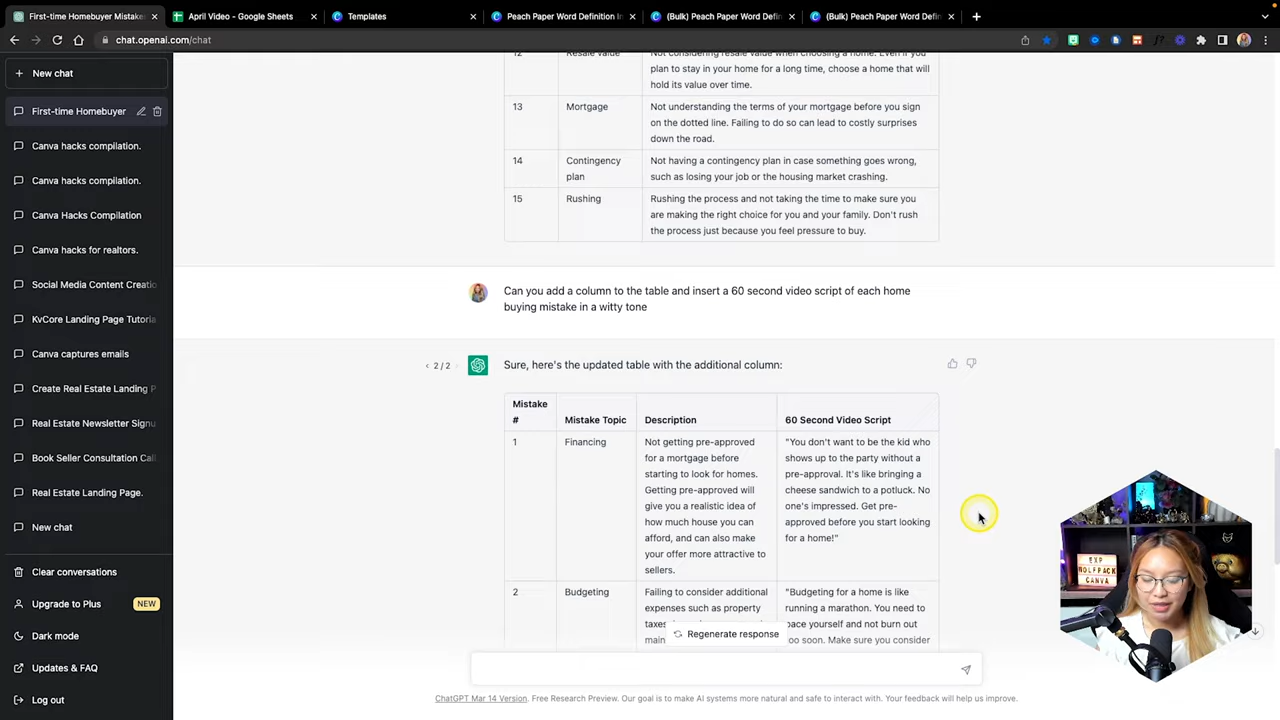 First-time Homebuyer Mistake
April Video - Google Sheets
Templates
Peach Paper Word Definition In
(Bulk) Peach Paper Word Defin
(Bulk) Peach Paper Word Defin
chat.openai.com/chat
New chat
First-time Homebuyer
Canva hacks compilation.
Canva hacks compilation.
Canva Hacks Compilation
Canva hacks for realtors.
Social Media Content Creatio
KvCore Landing Page Tutoria
Canva captures emails
Create Real Estate Landing P
Real Estate Newsletter Signu
Book Seller Consultation Call.
Real Estate Landing Page.
New chat
Clear conversations
Upgrade to Plus
NEW
Dark mode
Updates & FAQ
Log out
12
Resale value
Not considering resale value when choosing a home. Even if you
plan to stay in your home for a long time, choose a home that will
hold its value over time.
13
Mortgage
Not understanding the terms of your mortgage before you sign
on the dotted line. Failing to do so can lead to costly surprises
down the road.
14
Contingency
plan
Not having a contingency plan in case something goes wrong,
such as losing your job or the housing market crashing.
15
Rushing
Rushing the process and not taking the time to make sure you
are making the right choice for you and your family. Don't rush
the process just because you feel pressure to buy.
Can you add a column to the table and insert a 60 second video script of each home
buying mistake in a witty tone
2 / 2
Sure, here's the updated table with the additional column:
Mistake
#
Mistake Topic
Description
60 Second Video Script
1
Financing
Not getting pre-approved
for a mortgage before
starting to look for homes.
Getting pre-approved will
give you a realistic idea of
how much house you can
afford, and can also make
your offer more attractive to
sellers.
"You don't want to be the kid who
shows up to the party without a
pre-approval. It's like bringing a
cheese sandwich to a potluck. No
one's impressed. Get pre-
approved before you start looking
for a home!"
2
Budgeting
Failing to consider additional
expenses such as property
taxes
main
"Budgeting for a home is like
running a marathon. You need to
pace yourself and not burn out
too soon. Make sure you consider
Regenerate response
ChatGPT Mar 14 Version. Free Research Preview. Our goal is to make AI systems more natural and safe to interact with. Your feedback will help us improve.
EXP
WOLFPACK
CANVA